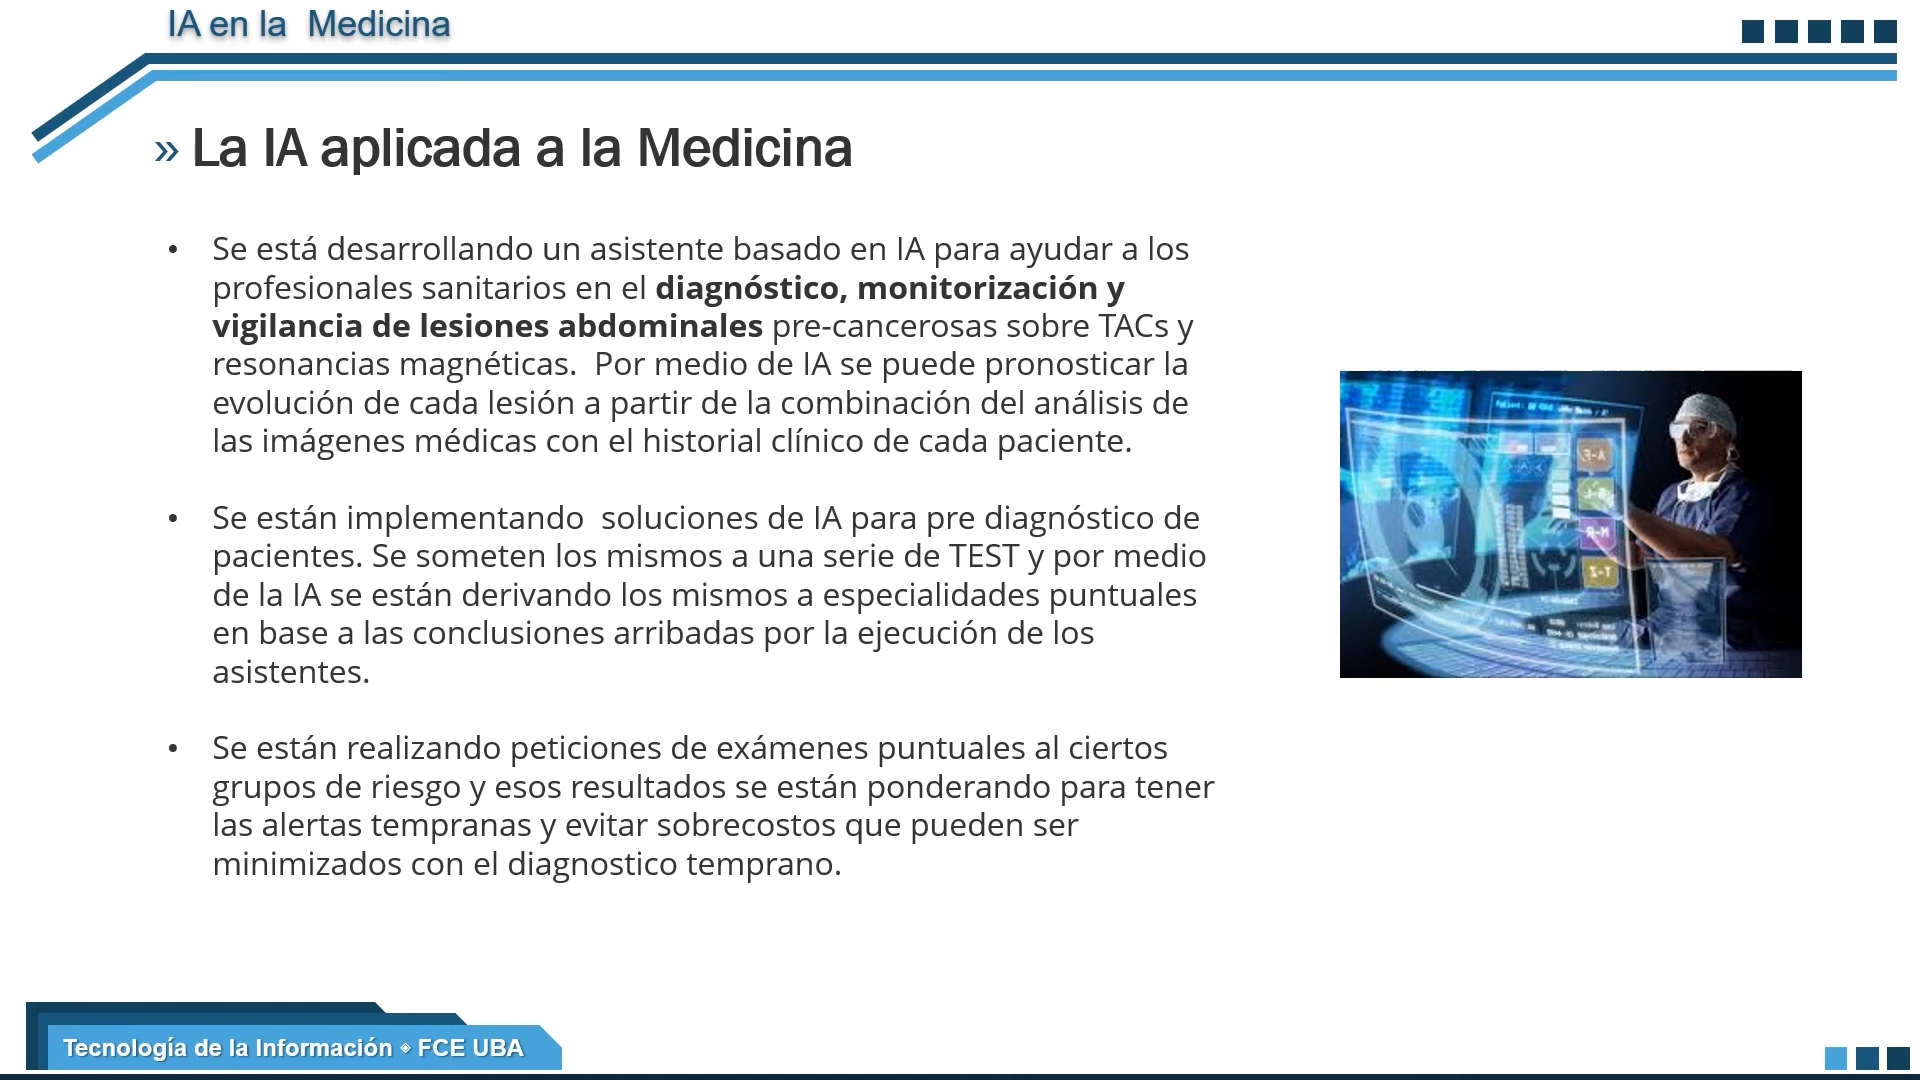 IA en la  Medicina
» La IA aplicada a la Medicina
• Se está desarrollando un asistente basado en IA para ayudar a los
profesionales sanitarios en el diagnóstico, monitorización y
vigilancia de lesiones abdominales pre-cancerosas sobre TACs y
resonancias magnéticas.  Por medio de IA se puede pronosticar la
evolución de cada lesión a partir de la combinación del análisis de
las imágenes médicas con el historial clínico de cada paciente.
• Se están implementando  soluciones de IA para pre diagnóstico de
pacientes. Se someten los mismos a una serie de TEST y por medio
de la IA se están derivando los mismos a especialidades puntuales
en base a las conclusiones arribadas por la ejecución de los
asistentes.
• Se están realizando peticiones de exámenes puntuales al ciertos
grupos de riesgo y esos resultados se están ponderando para tener
las alertas tempranas y evitar sobrecostos que pueden ser
minimizados con el diagnostico temprano.
A-F
M-R
T-Z
Tecnología de la Información ◈ FCE UBA